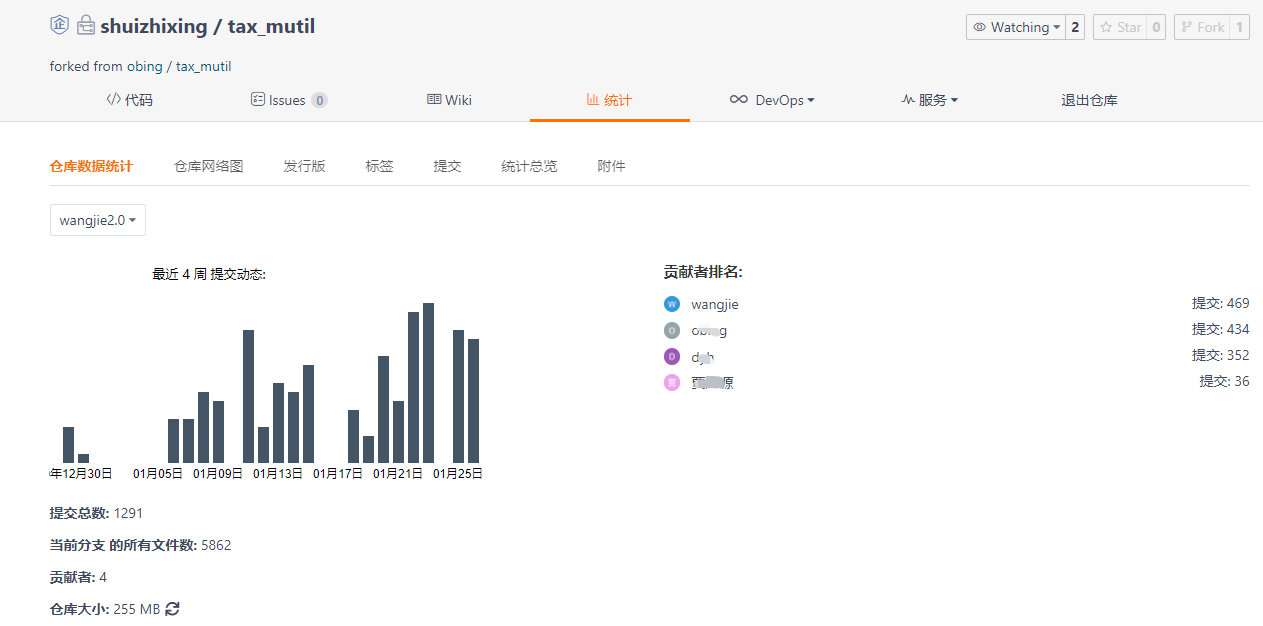 企 shuizhixing / tax_mutil
Watching 2 Star 0 Fork 1
forked from obing / tax_mutil
</> 代码 Issues 0 Wiki 统计 DevOps 服务 退出仓库
仓库数据统计 仓库网络图 发行版 标签 提交 统计总览 附件
wangjie2.0
最近 4 周 提交动态:
年12月30日 01月05日 01月09日 01月13日 01月17日 01月21日 01月25日
提交总数: 1291
当前分支 的所有文件数: 5862
贡献者: 4
仓库大小: 255 MB
贡献者排名:
W wangjie 提交: 469
O 提交: 434
D 提交: 352
提交: 36